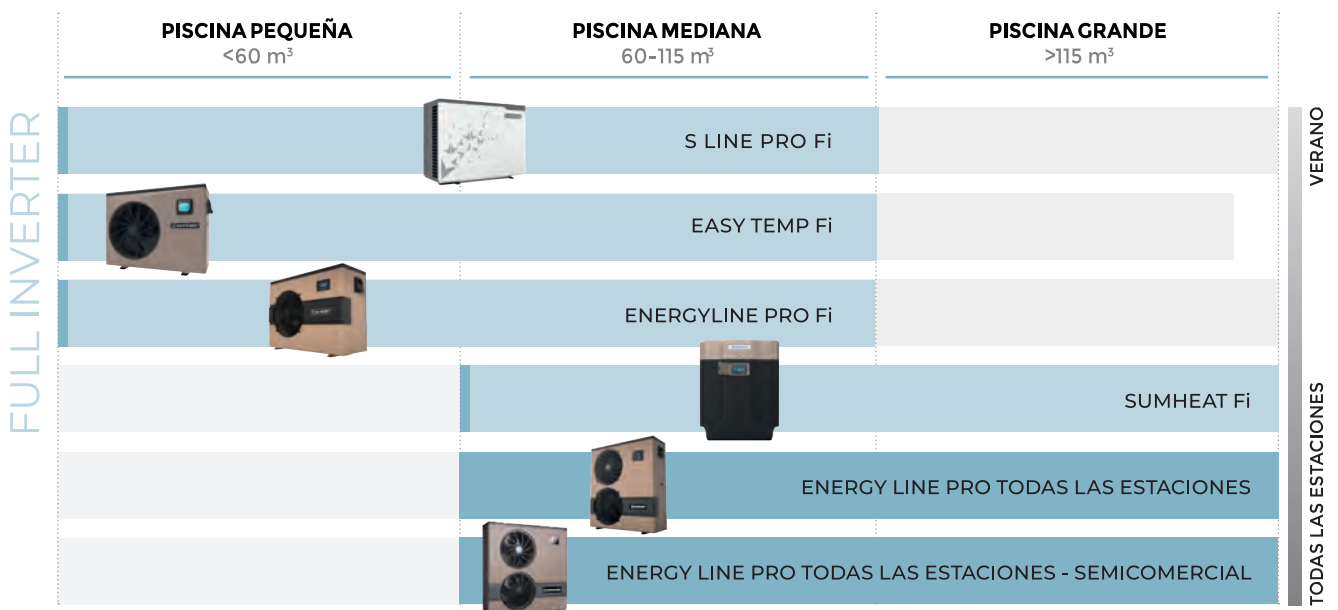 PISCINA PEQUEÑA
<60 m³
PISCINA MEDIANA
60-115 m³
PISCINA GRANDE
>115 m³
FULL INVERTER
S LINE PRO Fi
EASY TEMP Fi
ENERGYLINE PRO Fi
SUMHEAT Fi
ENERGY LINE PRO TODAS LAS ESTACIONES
ENERGY LINE PRO TODAS LAS ESTACIONES - SEMICOMERCIAL
VERANO
TODAS LAS ESTACIONES